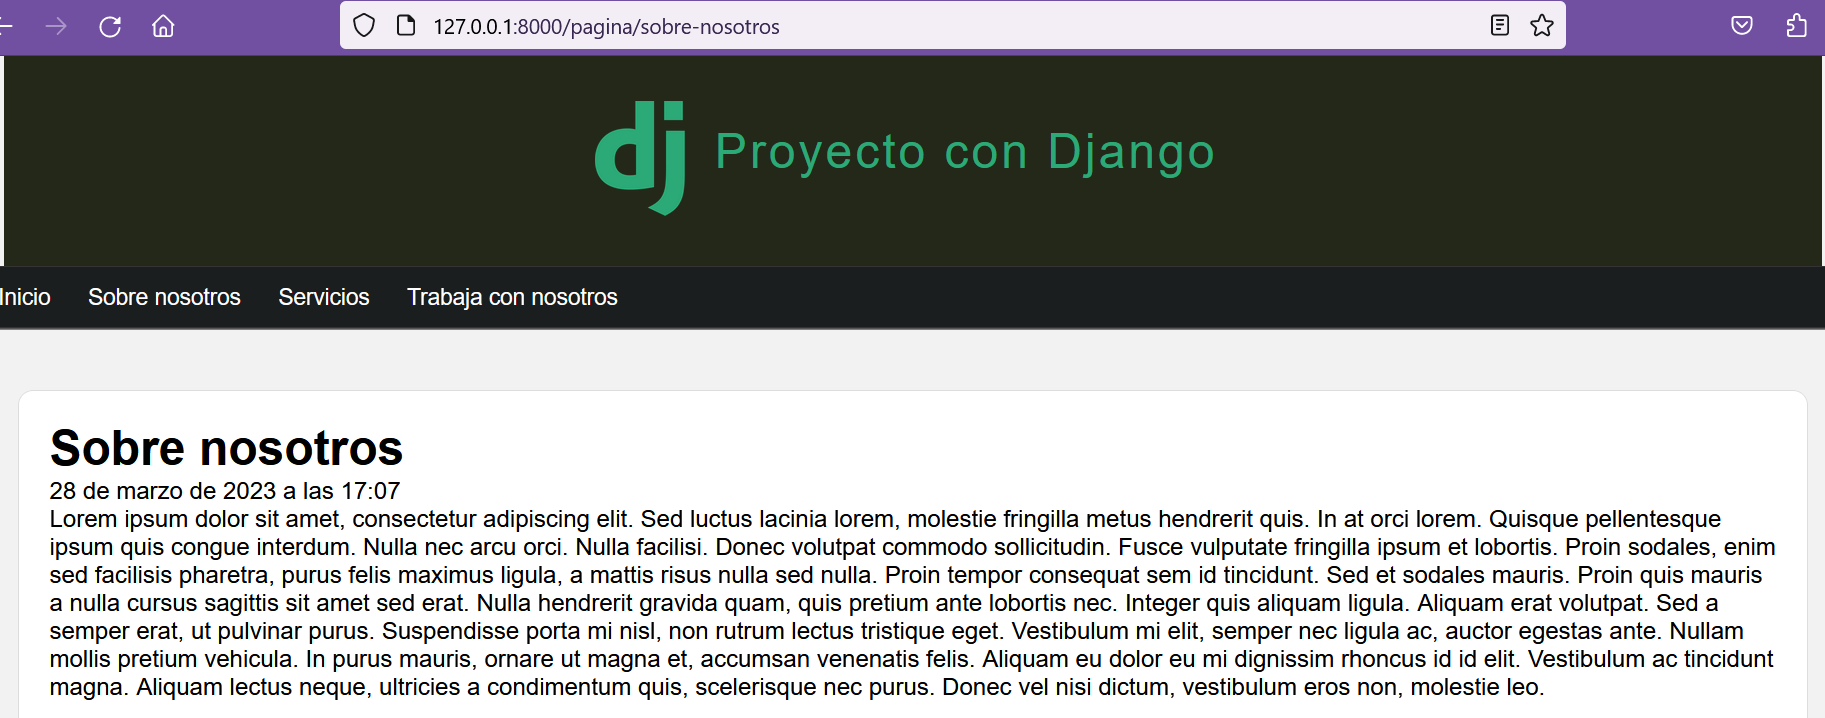 127.0.0.1:8000/pagina/sobre-nosotros
dj Proyecto con Django
Inicio Sobre nosotros Servicios Trabaja con nosotros
Sobre nosotros
28 de marzo de 2023 a las 17:07
Lorem ipsum dolor sit amet, consectetur adipiscing elit. Sed luctus lacinia lorem, molestie fringilla metus hendrerit quis. In at orci lorem. Quisque pellentesque
ipsum quis congue interdum. Nulla nec arcu orci. Nulla facilisi. Donec volutpat commodo sollicitudin. Fusce vulputate fringilla ipsum et lobortis. Proin sodales, enim
sed facilisis pharetra, purus felis maximus ligula, a mattis risus nulla sed nulla. Proin tempor consequat sem id tincidunt. Sed et sodales mauris. Proin quis mauris
a nulla cursus sagittis sit amet sed erat. Nulla hendrerit gravida quam, quis pretium ante lobortis nec. Integer quis aliquam ligula. Aliquam erat volutpat. Sed a
semper erat, ut pulvinar purus. Suspendisse porta mi nisl, non rutrum lectus tristique eget. Vestibulum mi elit, semper nec ligula ac, auctor egestas ante. Nullam
mollis pretium vehicula. In purus mauris, ornare ut magna et, accumsan venenatis felis. Aliquam eu dolor eu mi dignissim rhoncus id id elit. Vestibulum ac tincidunt
magna. Aliquam lectus neque, ultricies a condimentum quis, scelerisque nec purus. Donec vel nisi dictum, vestibulum eros non, molestie leo.